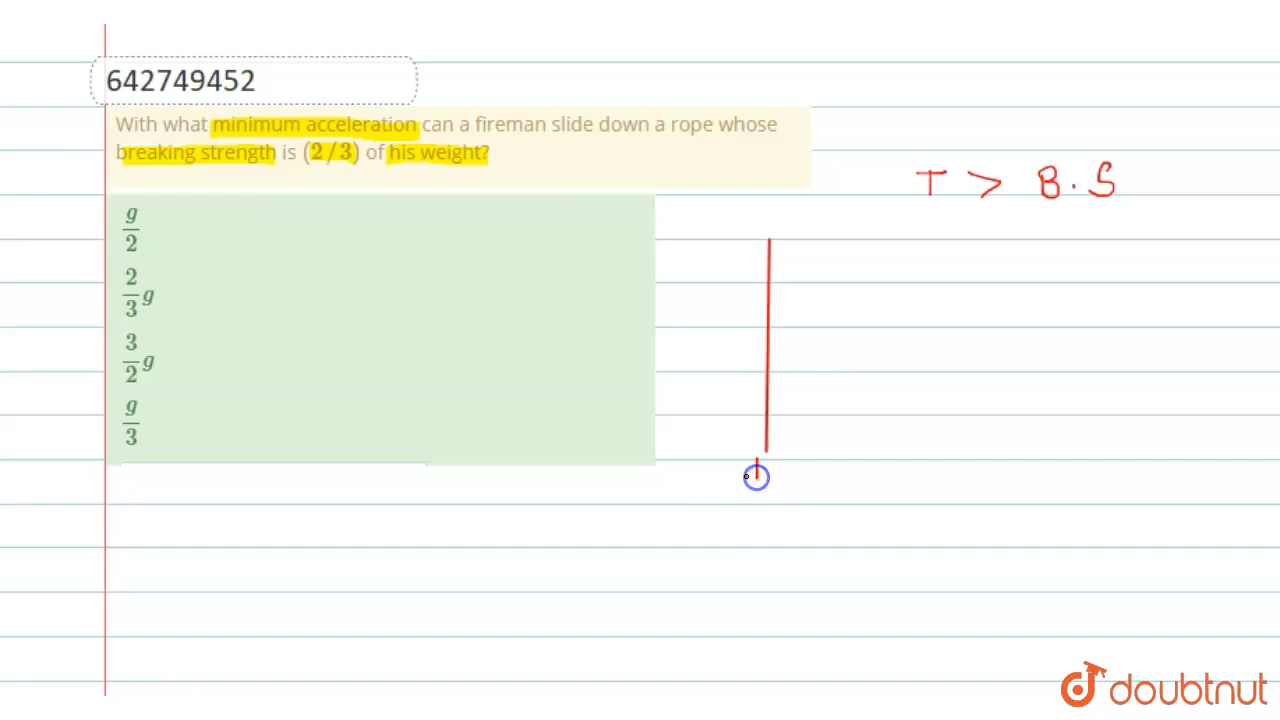 642749452
With what minimum acceleration can a fireman slide down a rope whose
breaking strength is (2/3) of his weight?
T > B.S
g/2
2/3 g
3/2 g
g/3
doubtnut